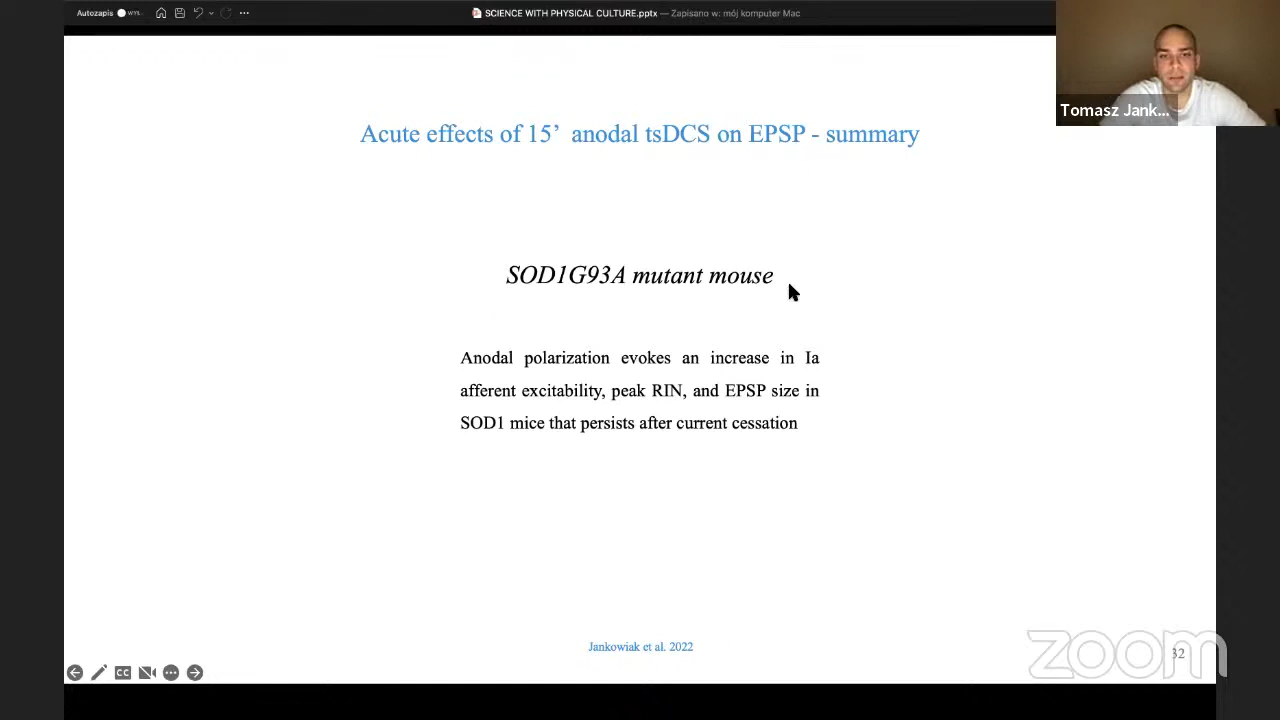 Autozapis
SCIENCE WITH PHYSICAL CULTURE.pptx — Zapisano w: mój komputer Mac
Tomasz Jank...
Acute effects of 15’ anodal tsDCS on EPSP - summary
SOD1G93A mutant mouse
Anodal polarization evokes an increase in Ia
afferent excitability, peak RIN, and EPSP size in
SOD1 mice that persists after current cessation
Jankowiak et al. 2022
zoom
32
CC